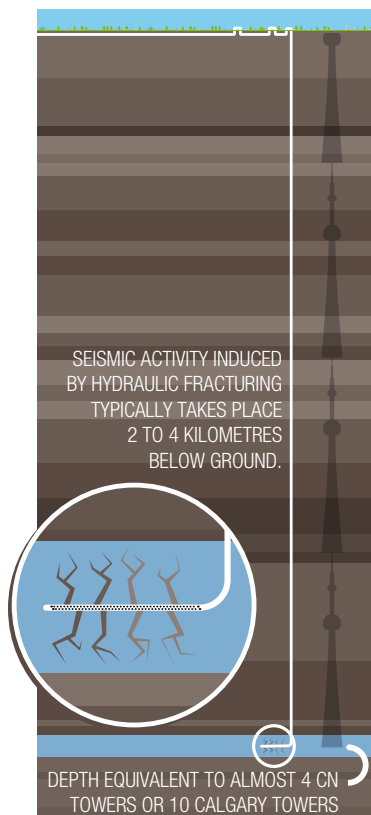 SEISMIC ACTIVITY INDUCED
BY HYDRAULIC FRACTURING
TYPICALLY TAKES PLACE
2 TO 4 KILOMETRES
BELOW GROUND.
DEPTH EQUIVALENT TO ALMOST 4 CN
TOWERS OR 10 CALGARY TOWERS